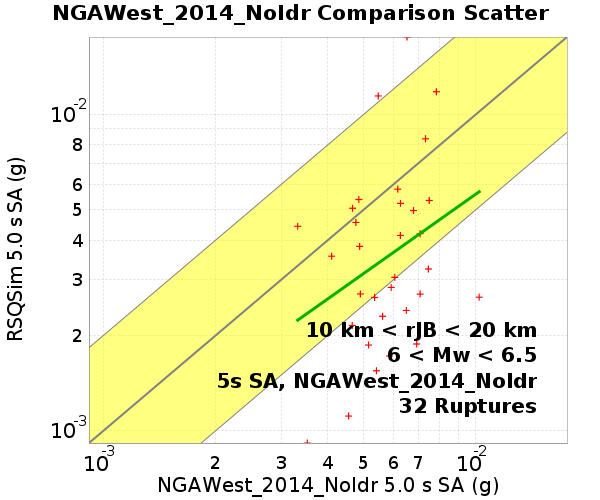 NGAWest_2014_NoIdr Comparison Scatter
RSQSim 5.0 s SA (g)
10-2
8
6
5
4
3
2
10-3
10 km < rJB < 20 km
6 < Mw < 6.5
5s SA, NGAWest_2014_NoIdr
32 Ruptures
10-3 2 3 4 5 6 7 10-2
NGAWest_2014_NoIdr 5.0 s SA (g)